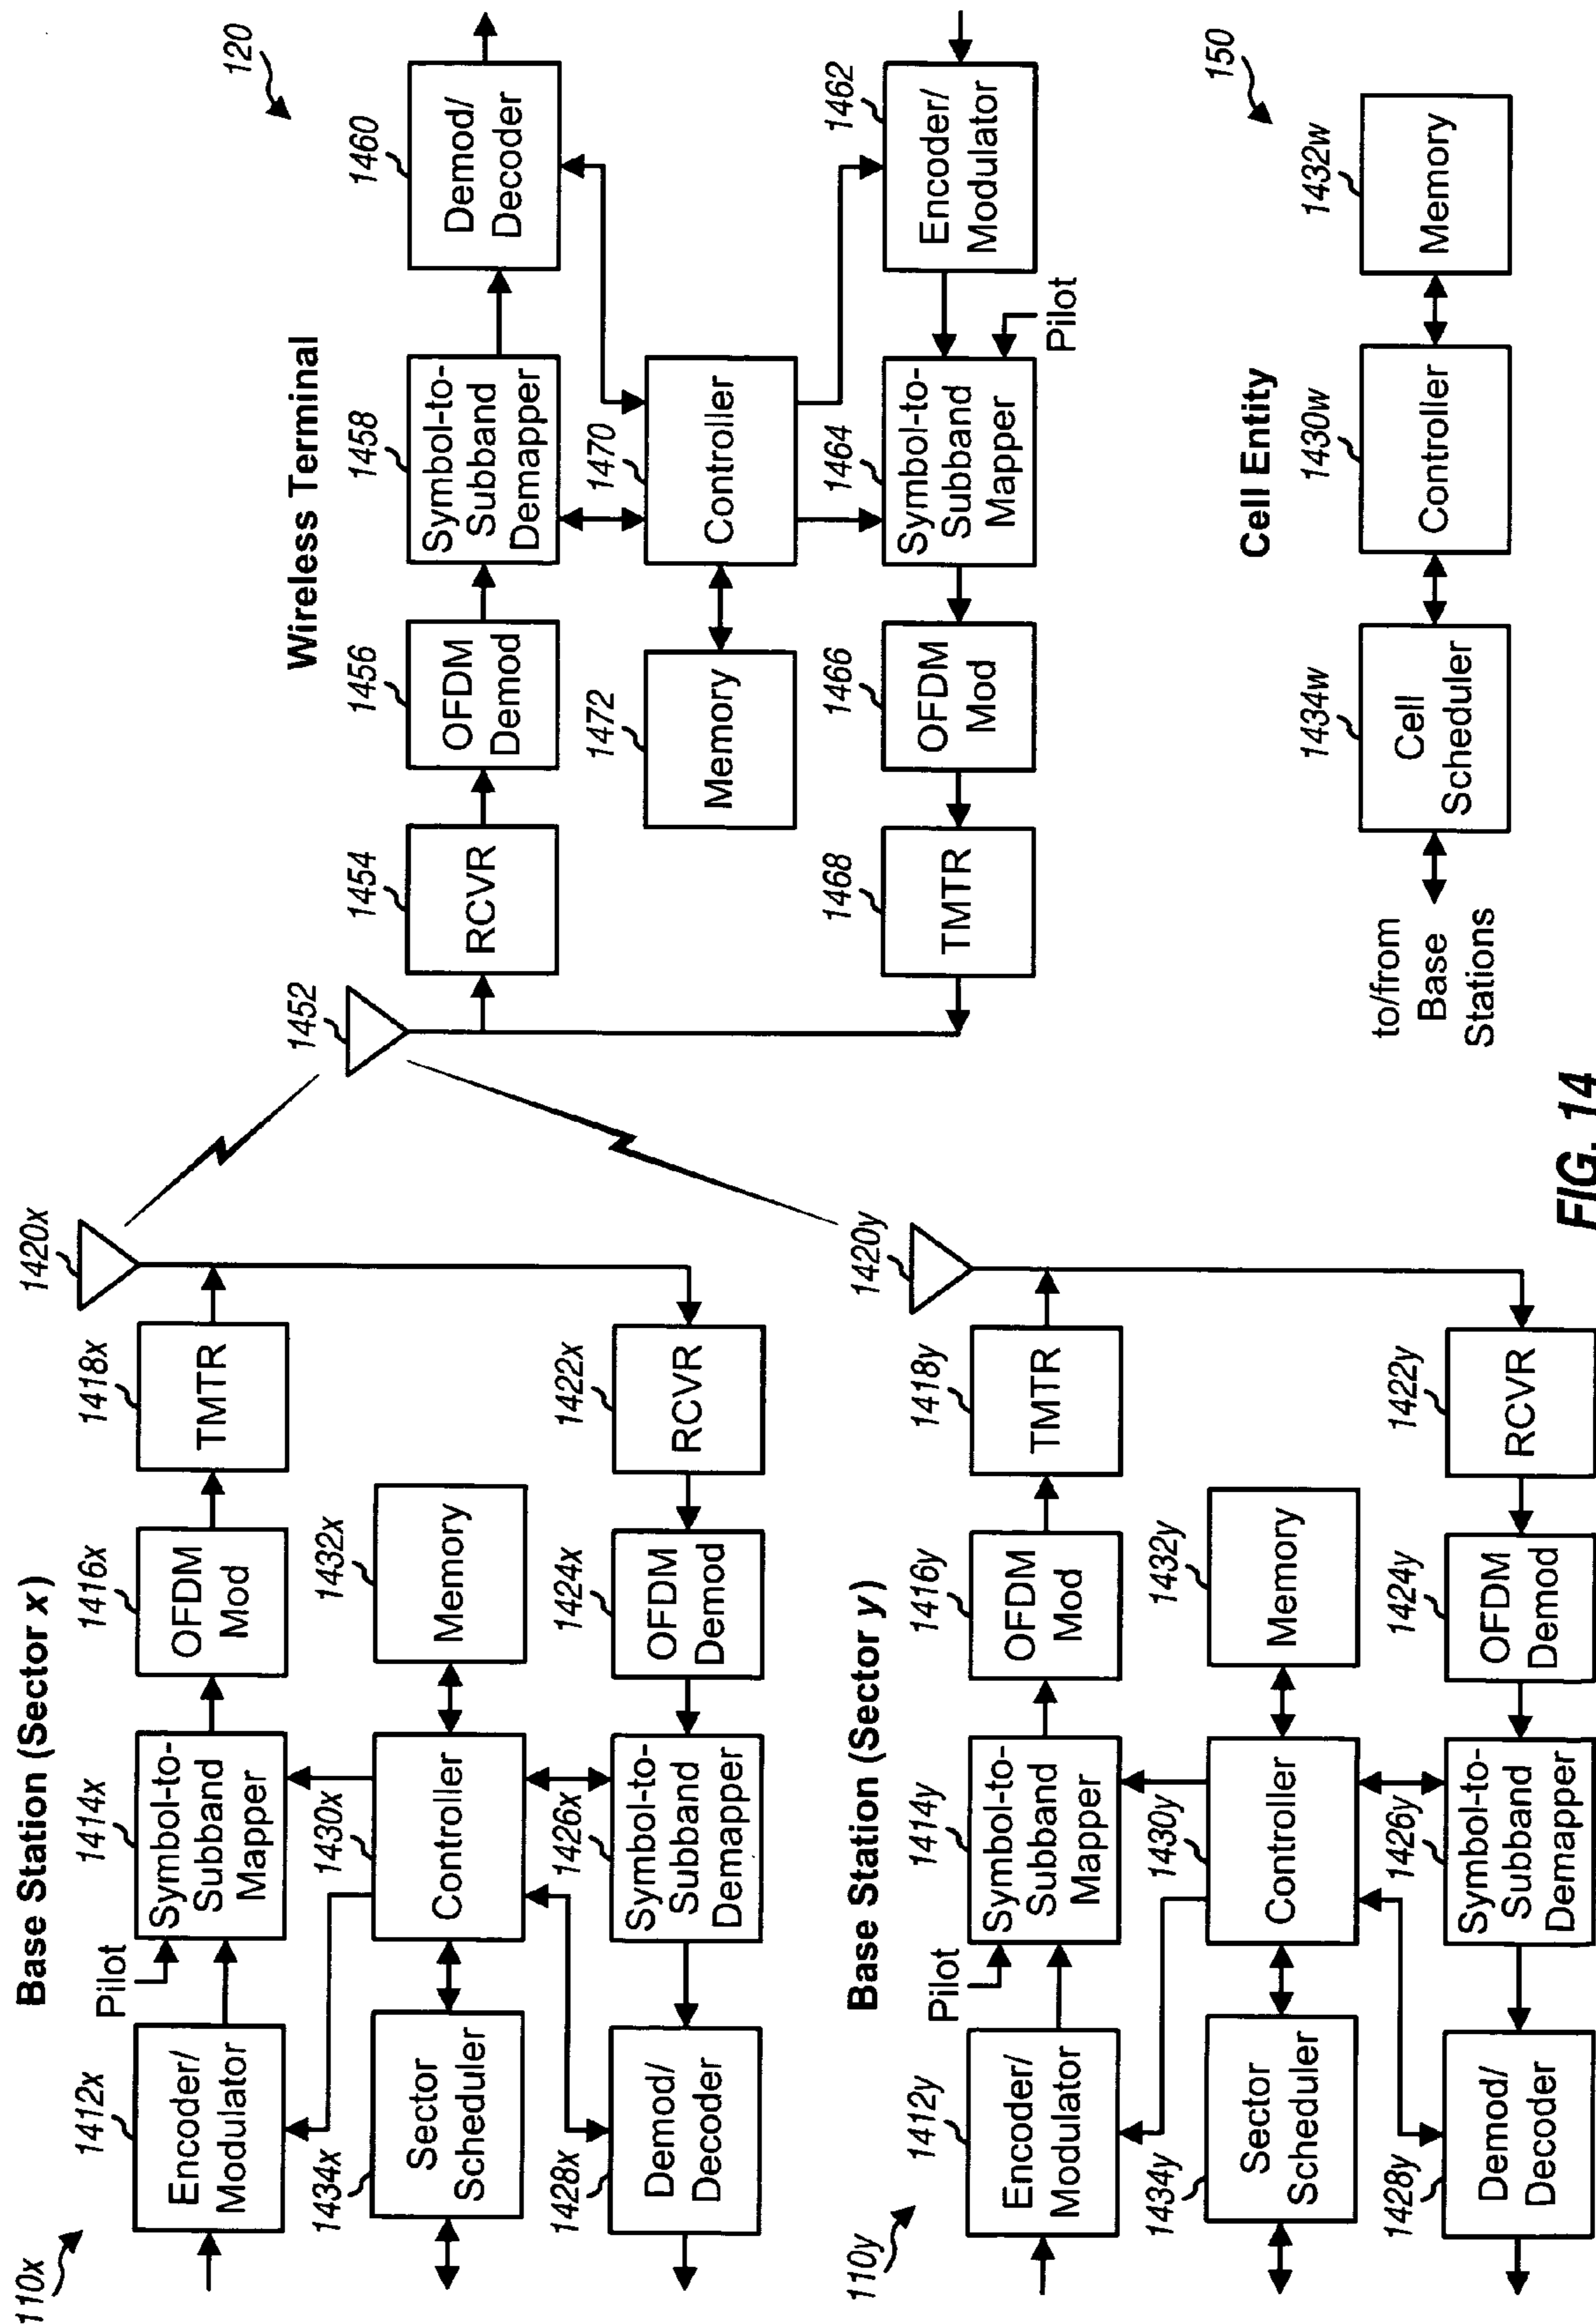 Base Station (Sector x)
110x
1412x
Encoder/
Modulator
Pilot
1414x
Symbol-to-
Subband
Mapper
1416x
OFDM
Mod
1418x
TMTR
1420x
1434x
Sector
Scheduler
1430x
Controller
1432x
Memory
1428x
Demod/
Decoder
1426x
Symbol-to-
Subband
Demapper
1424x
OFDM
Demod
1422x
RCVR
Base Station (Sector y)
110y
1412y
Encoder/
Modulator
Pilot
1414y
Symbol-to-
Subband
Mapper
1416y
OFDM
Mod
1418y
TMTR
1420y
1434y
Sector
Scheduler
1430y
Controller
1432y
Memory
1428y
Demod/
Decoder
1426y
Symbol-to-
Subband
Demapper
1424y
OFDM
Demod
1422y
RCVR
Wireless Terminal
120
1452
1454
RCVR
1456
OFDM
Demod
1458
Symbol-to-
Subband
Demapper
1460
Demod/
Decoder
1472
Memory
1470
Controller
1468
TMTR
1466
OFDM
Mod
1464
Symbol-to-
Subband
Mapper
Pilot
1462
Encoder/
Modulator
Cell Entity
150
to/from
Base
Stations
1434w
Cell
Scheduler
1430w
Controller
1432w
Memory
FIG. 14